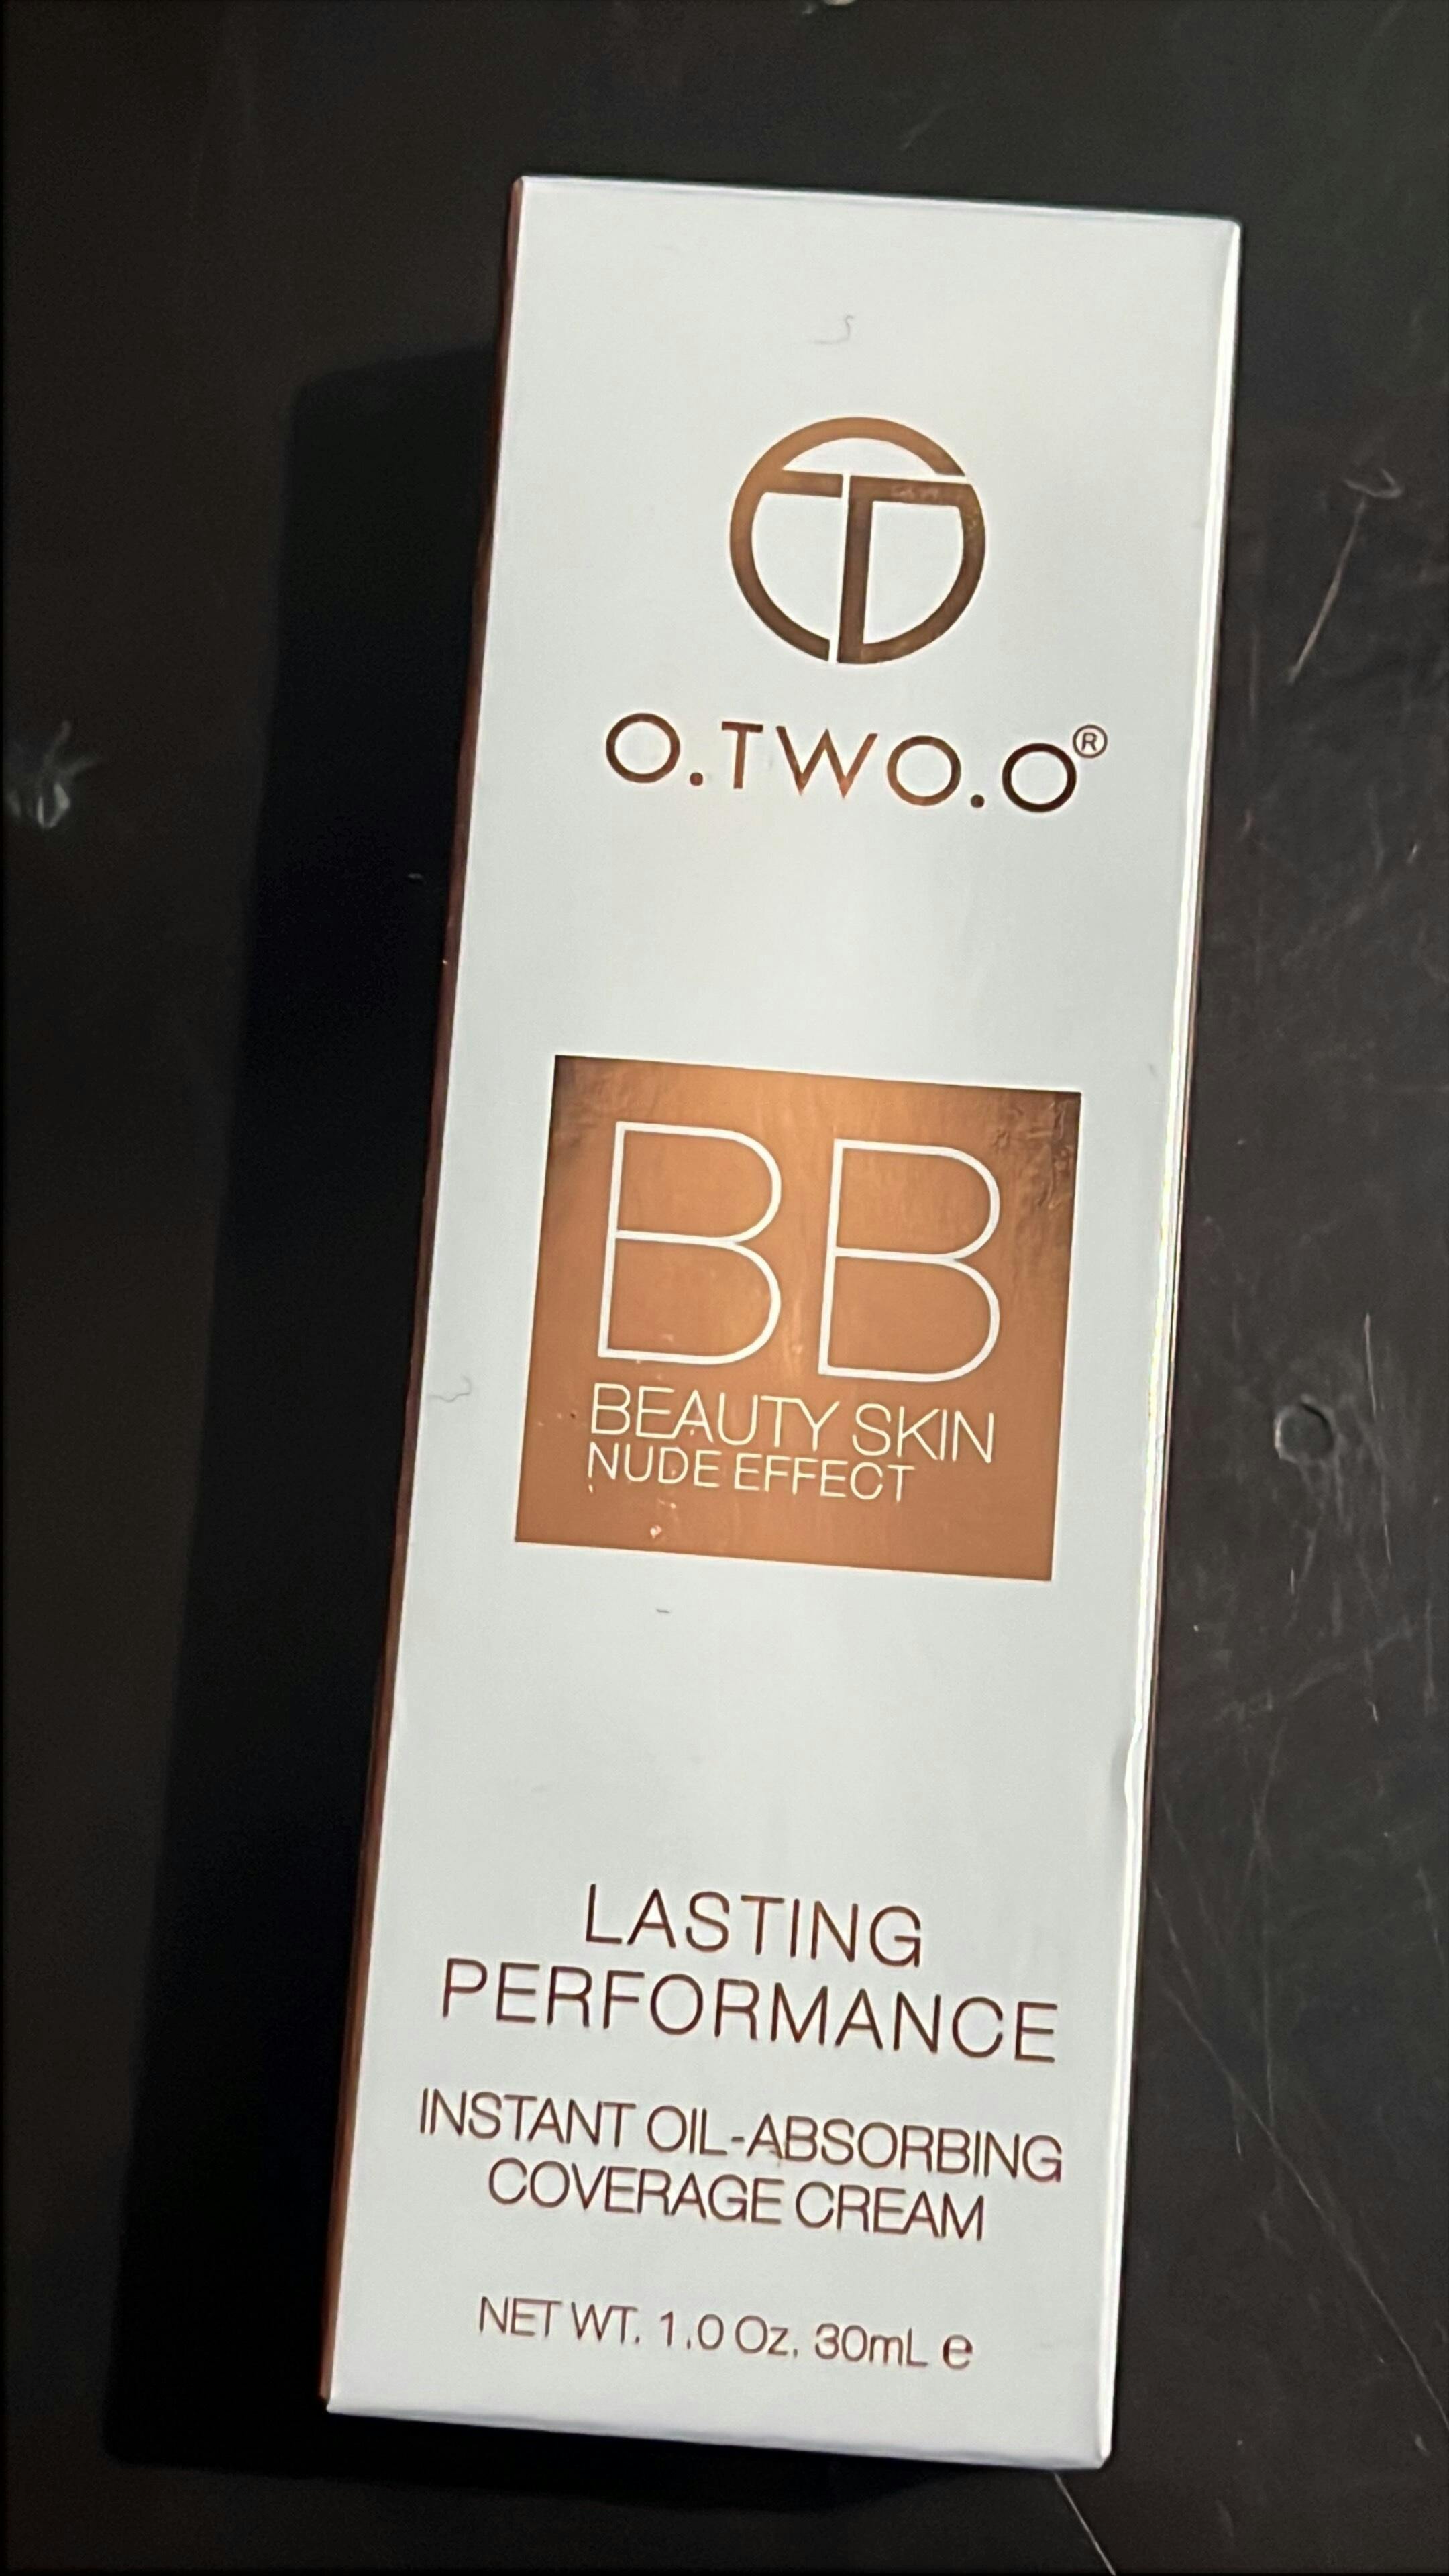 O.TWO.O®
BB
BEAUTY SKIN
NUDE EFFECT
LASTING
PERFORMANCE
INSTANT OIL-ABSORBING
COVERAGE CREAM
NET WT. 1.0 Oz. 30mL e